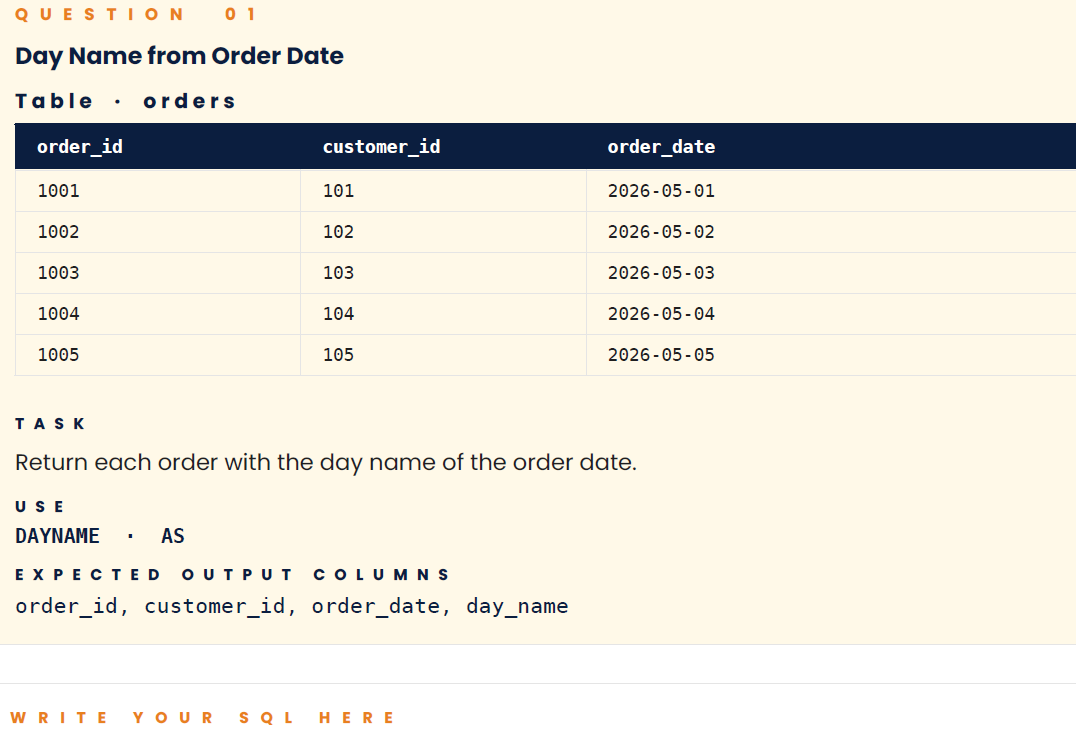 QUESTION 01
Day Name from Order Date
Table · orders
order_id customer_id order_date
1001 101 2026-05-01
1002 102 2026-05-02
1003 103 2026-05-03
1004 104 2026-05-04
1005 105 2026-05-05
TASK
Return each order with the day name of the order date.
USE
DAYNAME · AS
EXPECTED OUTPUT COLUMNS
order_id, customer_id, order_date, day_name
WRITE YOUR SQL HERE